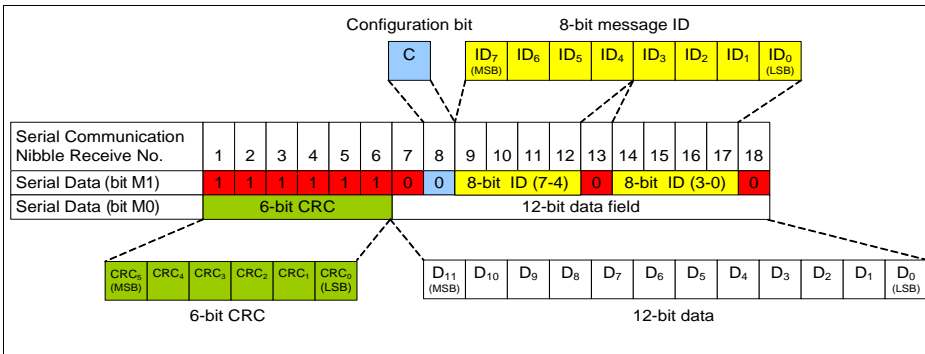 Configuration bit 8-bit message ID
C ID7 ID6 ID5 ID4 ID3 ID2 ID1 ID0
(MSB) (LSB)
Serial Communication
Nibble Receive No. 1 2 3 4 5 6 7 8 9 10 11 12 13 14 15 16 17 18
Serial Data (bit M1) 1 1 1 1 1 1 0 0 8-bit ID (7-4) 0 8-bit ID (3-0) 0
Serial Data (bit M0) 6-bit CRC 12-bit data field
CRC5 CRC4 CRC3 CRC2 CRC1 CRC0 D11 D10 D9 D8 D7 D6 D5 D4 D3 D2 D1 D0
(MSB) (LSB) (MSB) (LSB)
6-bit CRC 12-bit data